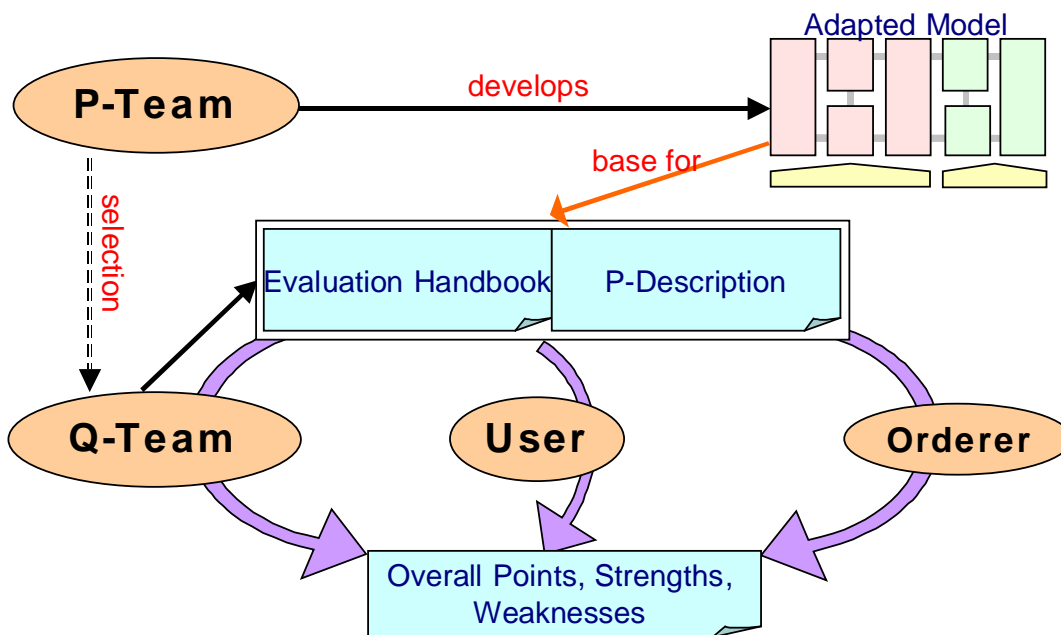 Adapted Model
develops
P-Team
base for
selection
Evaluation Handbook
P-Description
Q-Team
User
Orderer
Overall Points, Strengths,
Weaknesses